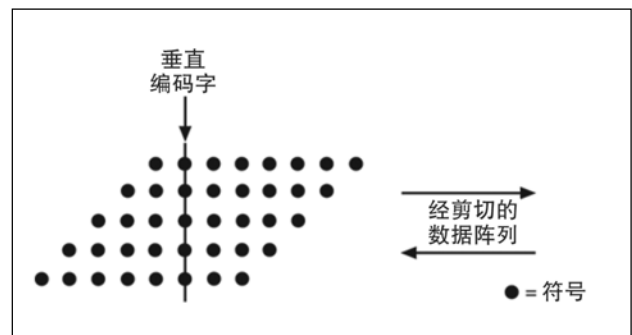 垂直
编码字
经剪切的
数据阵列
= 符号